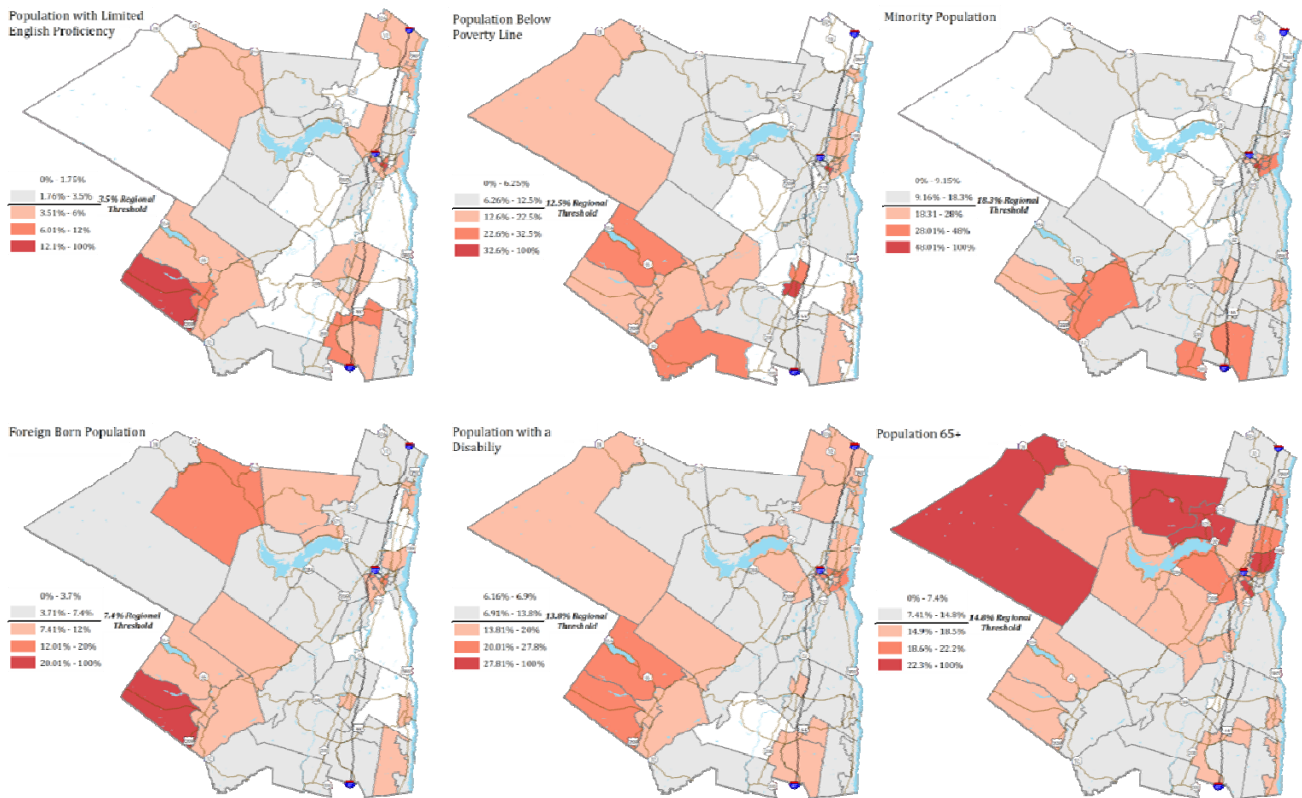 Population with Limited
English Proficiency
0% - 1.75%
1.76% - 3.5%
3.5% Regional
Threshold
3.51% - 6%
6.01% - 12%
12.1% - 100%
Population Below
Poverty Line
0% - 6.25%
6.26% - 12.5%
12.5% Regional
Threshold
12.6% - 22.5%
22.6% - 32.5%
32.6% - 100%
Minority Population
0% - 9.15%
9.16% - 18.3%
18.3% Regional
Threshold
18.31 - 28%
28.01% - 48%
48.01% - 100%
Foreign Born Population
0% - 3.7%
3.71% - 7.4%
7.4% Regional
Threshold
7.41% - 12%
12.01% - 20%
20.01% - 100%
Population with a
Disabiliy
6.16% - 6.9%
6.91% - 13.8%
13.8% Regional
Threshold
13.81% - 20%
20.01% - 27.8%
27.81% - 100%
Population 65+
0% - 7.4%
7.41% - 14.8%
14.8% Regional
Threshold
14.9% - 18.5%
18.6% - 22.2%
22.3% - 100%